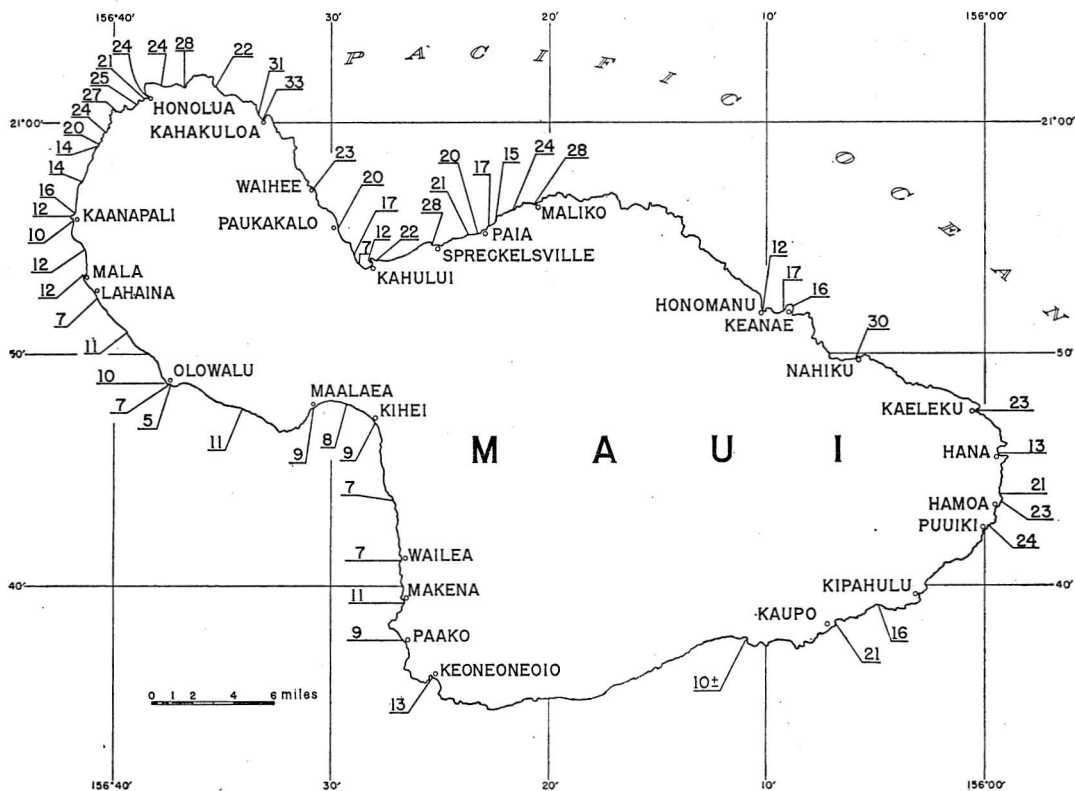 156°40' 30' 20' 10' 156°00'
PACIFIC OCEAN
24 24 28 22
21 31
25 33
27 HONOLUA
24 KAHAKULOA
21°00' 21°00'
20
14
14
16
12
10 KAANAPALI
12 MALA
12 LAHAINA
7
11
WAIHEE 23
PAUKAKALO 20
17
7 12 22
KAHULUI
28 21 20 17 15 24 28
MALIKO
PAIA
SPRECKELSVILLE
12 17 16
HONOMANU
KEANAE
30
NAHIKU
50' 50'
10 OLOWALU
7
5
11
MAALAEA
9 8 9
KIHEI
MAUI
KAELEKU 23
HANA 13
21
HAMOA 23
PUUIKI 24
7
7 WAILEA
40' 40'
11 MAKENA
9 PAAKO
13 KEONEONEOIO
KIPAHULU
KAUPO
16
21
10±
0 1 2 4 6 miles
156°40' 30' 20' 10' 156°00'